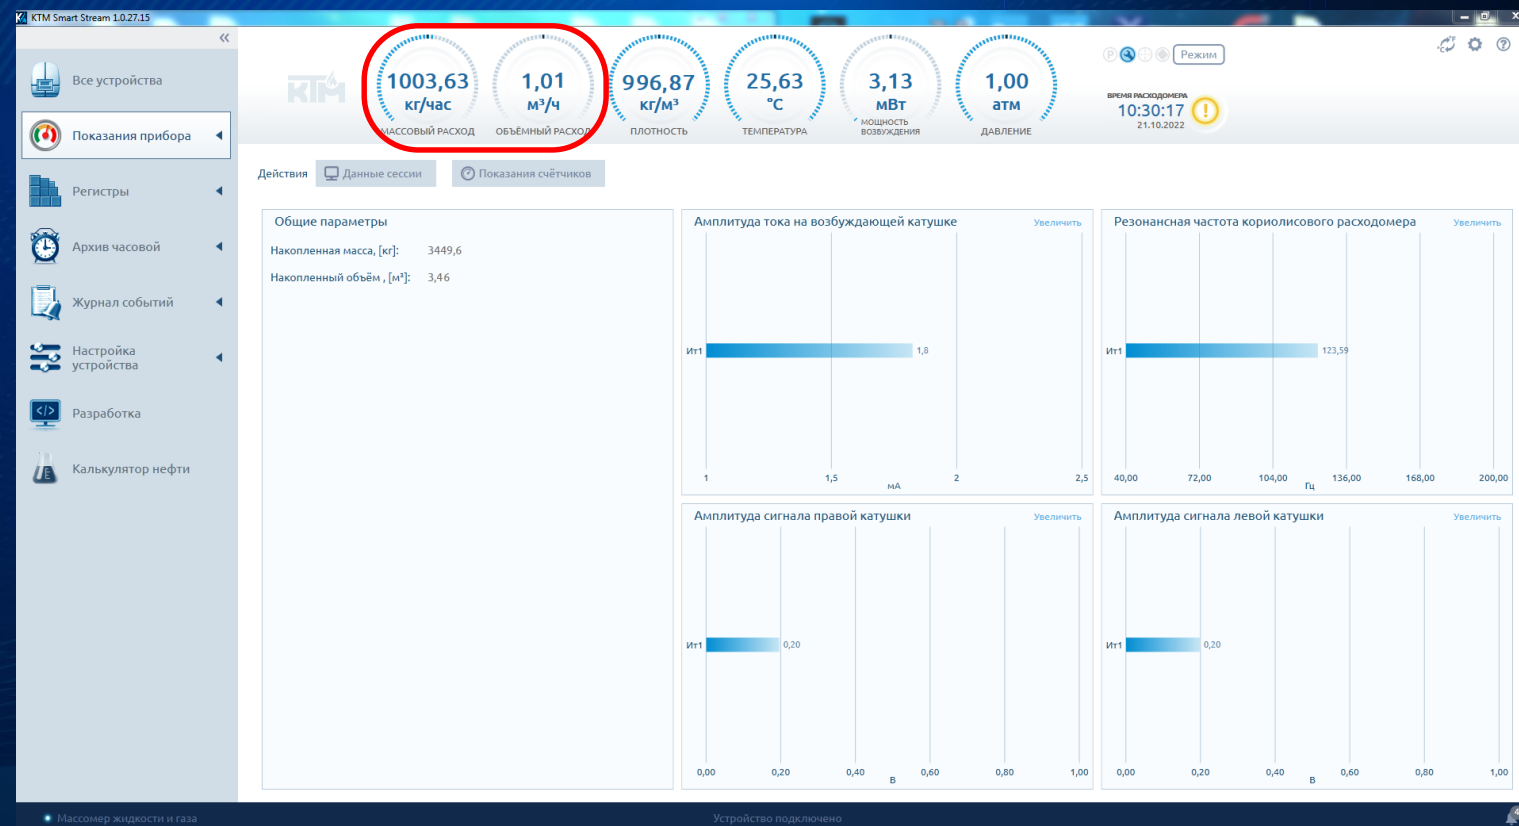 KTM Smart Stream 1.0.27.15
Все устройства
Показания прибора
Регистры
Архив часовой
Журнал событий
Настройка
устройства
Разработка
Калькулятор нефти
КТМ
1003,63
кг/час
МАССОВЫЙ РАСХОД
1,01
м³/ч
ОБЪЁМНЫЙ РАСХОД
996,87
кг/м³
ПЛОТНОСТЬ
25,63
°C
ТЕМПЕРАТУРА
3,13
мВт
МОЩНОСТЬ
ВОЗБУЖДЕНИЯ
1,00
атм
ДАВЛЕНИЕ
Режим
ВРЕМЯ РАСХОДОМЕРА
10:30:17
21.10.2022
Действия
Данные сессии
Показания счётчиков
Общие параметры
Накопленная масса, [кг]: 3449,6
Накопленный объём , [м³]: 3,46
Амплитуда тока на возбуждающей катушке
Увеличить
Ит1
1,8
1 1,5 2 2,5
мА
Резонансная частота кориолисового расходомера
Увеличить
Ит1
123,59
40,00 72,00 104,00 136,00 168,00 200,00
Гц
Амплитуда сигнала правой катушки
Увеличить
Ит1
0,20
0,00 0,20 0,40 0,60 0,80 1,00
В
Амплитуда сигнала левой катушки
Увеличить
Ит1
0,20
0,00 0,20 0,40 0,60 0,80 1,00
В
Массомер жидкости и газа
Устройство подключено